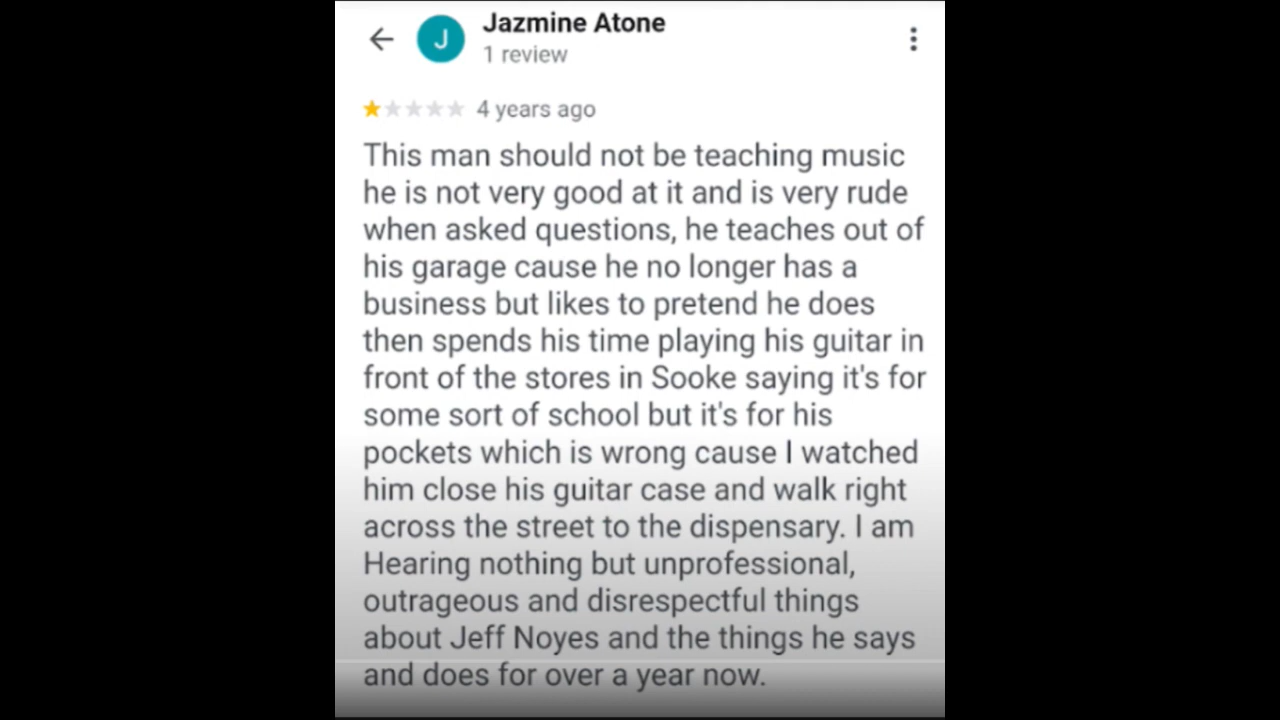 Jazmine Atone
1 review
4 years ago
This man should not be teaching music
he is not very good at it and is very rude
when asked questions, he teaches out of
his garage cause he no longer has a
business but likes to pretend he does
then spends his time playing his guitar in
front of the stores in Sooke saying it's for
some sort of school but it's for his
pockets which is wrong cause I watched
him close his guitar case and walk right
across the street to the dispensary. I am
Hearing nothing but unprofessional,
outrageous and disrespectful things
about Jeff Noyes and the things he says
and does for over a year now.